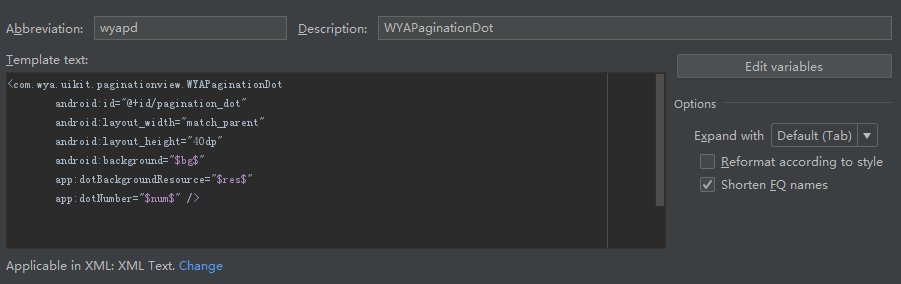 Abbreviation: wyapd Description: WYAPaginationDot
Template text:
<com.wya.uikit.paginationview.WYAPaginationDot
android:id="@+id/pagination_dot"
android:layout_width="match_parent"
android:layout_height="40dp"
android:background="$bg$"
app:dotBackgroundResource="$res$"
app:dotNumber="$num$" />
Edit variables
Options
Expand with Default (Tab)
Reformat according to style
Shorten FQ names
Applicable in XML: XML Text. Change